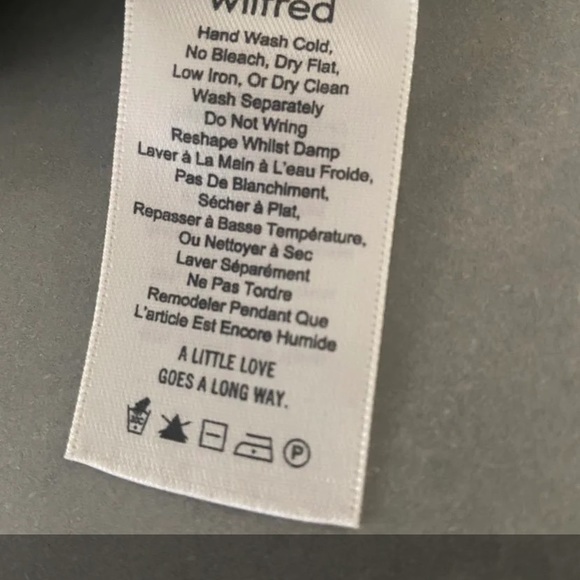 Wilfred
Hand Wash Cold,
No Bleach, Dry Flat,
Low Iron, Or Dry Clean
Wash Separately
Do Not Wring
Reshape Whilst Damp
Laver à La Main à L'eau Froide,
Pas De Blanchiment,
Sécher à Plat,
Repasser à Basse Température,
Ou Nettoyer à Sec
Laver Séparément
Ne Pas Tordre
Remodeler Pendant Que
L'article Est Encore Humide
A LITTLE LOVE
GOES A LONG WAY.
P